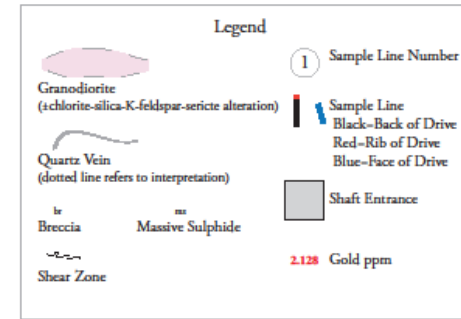 Legend
Granodiorite
(±chlorite-silica-K-feldspar-sericte alteration)
Quartz Vein
(dotted line refers to interpretation)
br
Breccia
ms
Massive Sulphide
Shear Zone
1
Sample Line Number
Sample Line
Black-Back of Drive
Red-Rib of Drive
Blue-Face of Drive
Shaft Entrance
2.128 Gold ppm